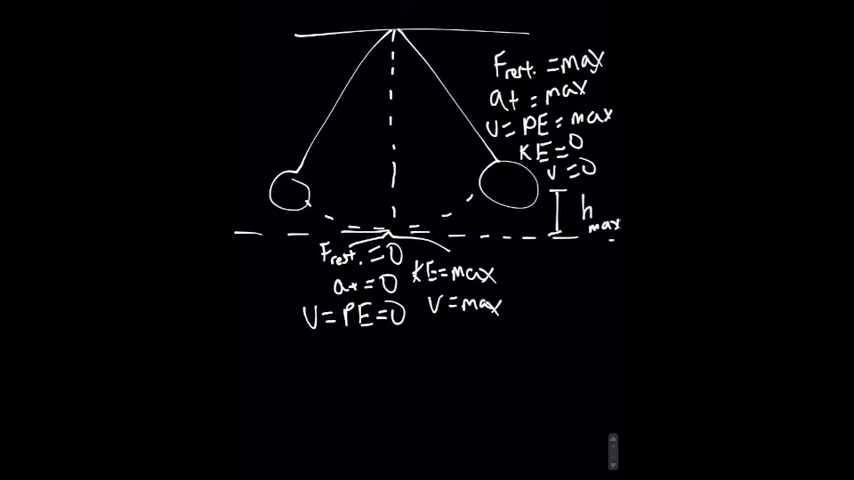 Frest. = max
at = max
U = PE = max
KE = 0
v = 0
h max
Frest. = 0
at = 0
U = PE = 0
KE = max
v = max